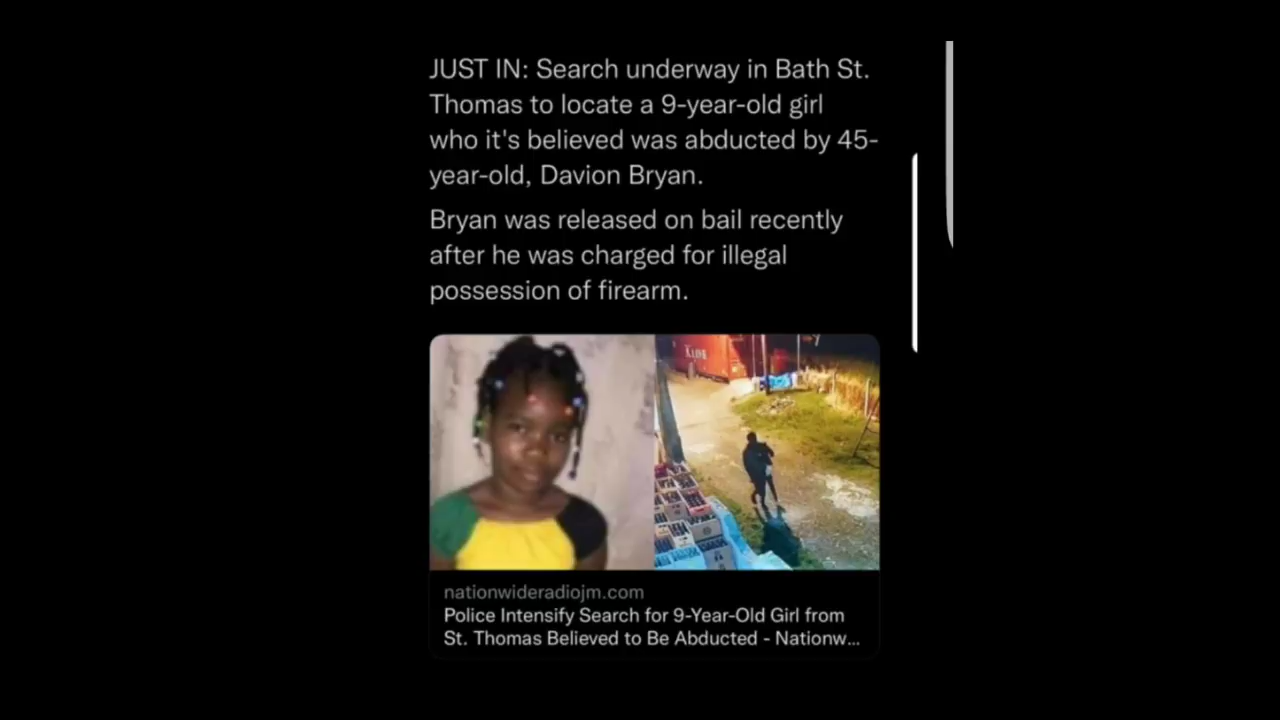 JUST IN: Search underway in Bath St.
Thomas to locate a 9-year-old girl
who it's believed was abducted by 45-
year-old, Davion Bryan.
Bryan was released on bail recently
after he was charged for illegal
possession of firearm.
K LINE
nationwideradiojm.com
Police Intensify Search for 9-Year-Old Girl from
St. Thomas Believed to Be Abducted - Nationw...